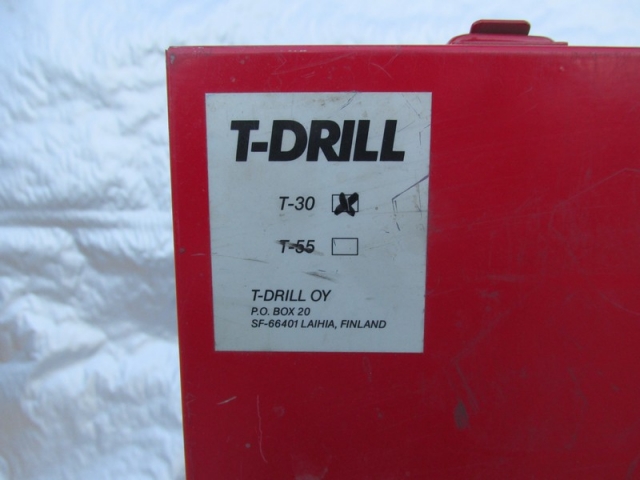 T-DRILL
T-30
T-55
T-DRILL OY
P.O. BOX 20
SF-66401 LAIHIA, FINLAND